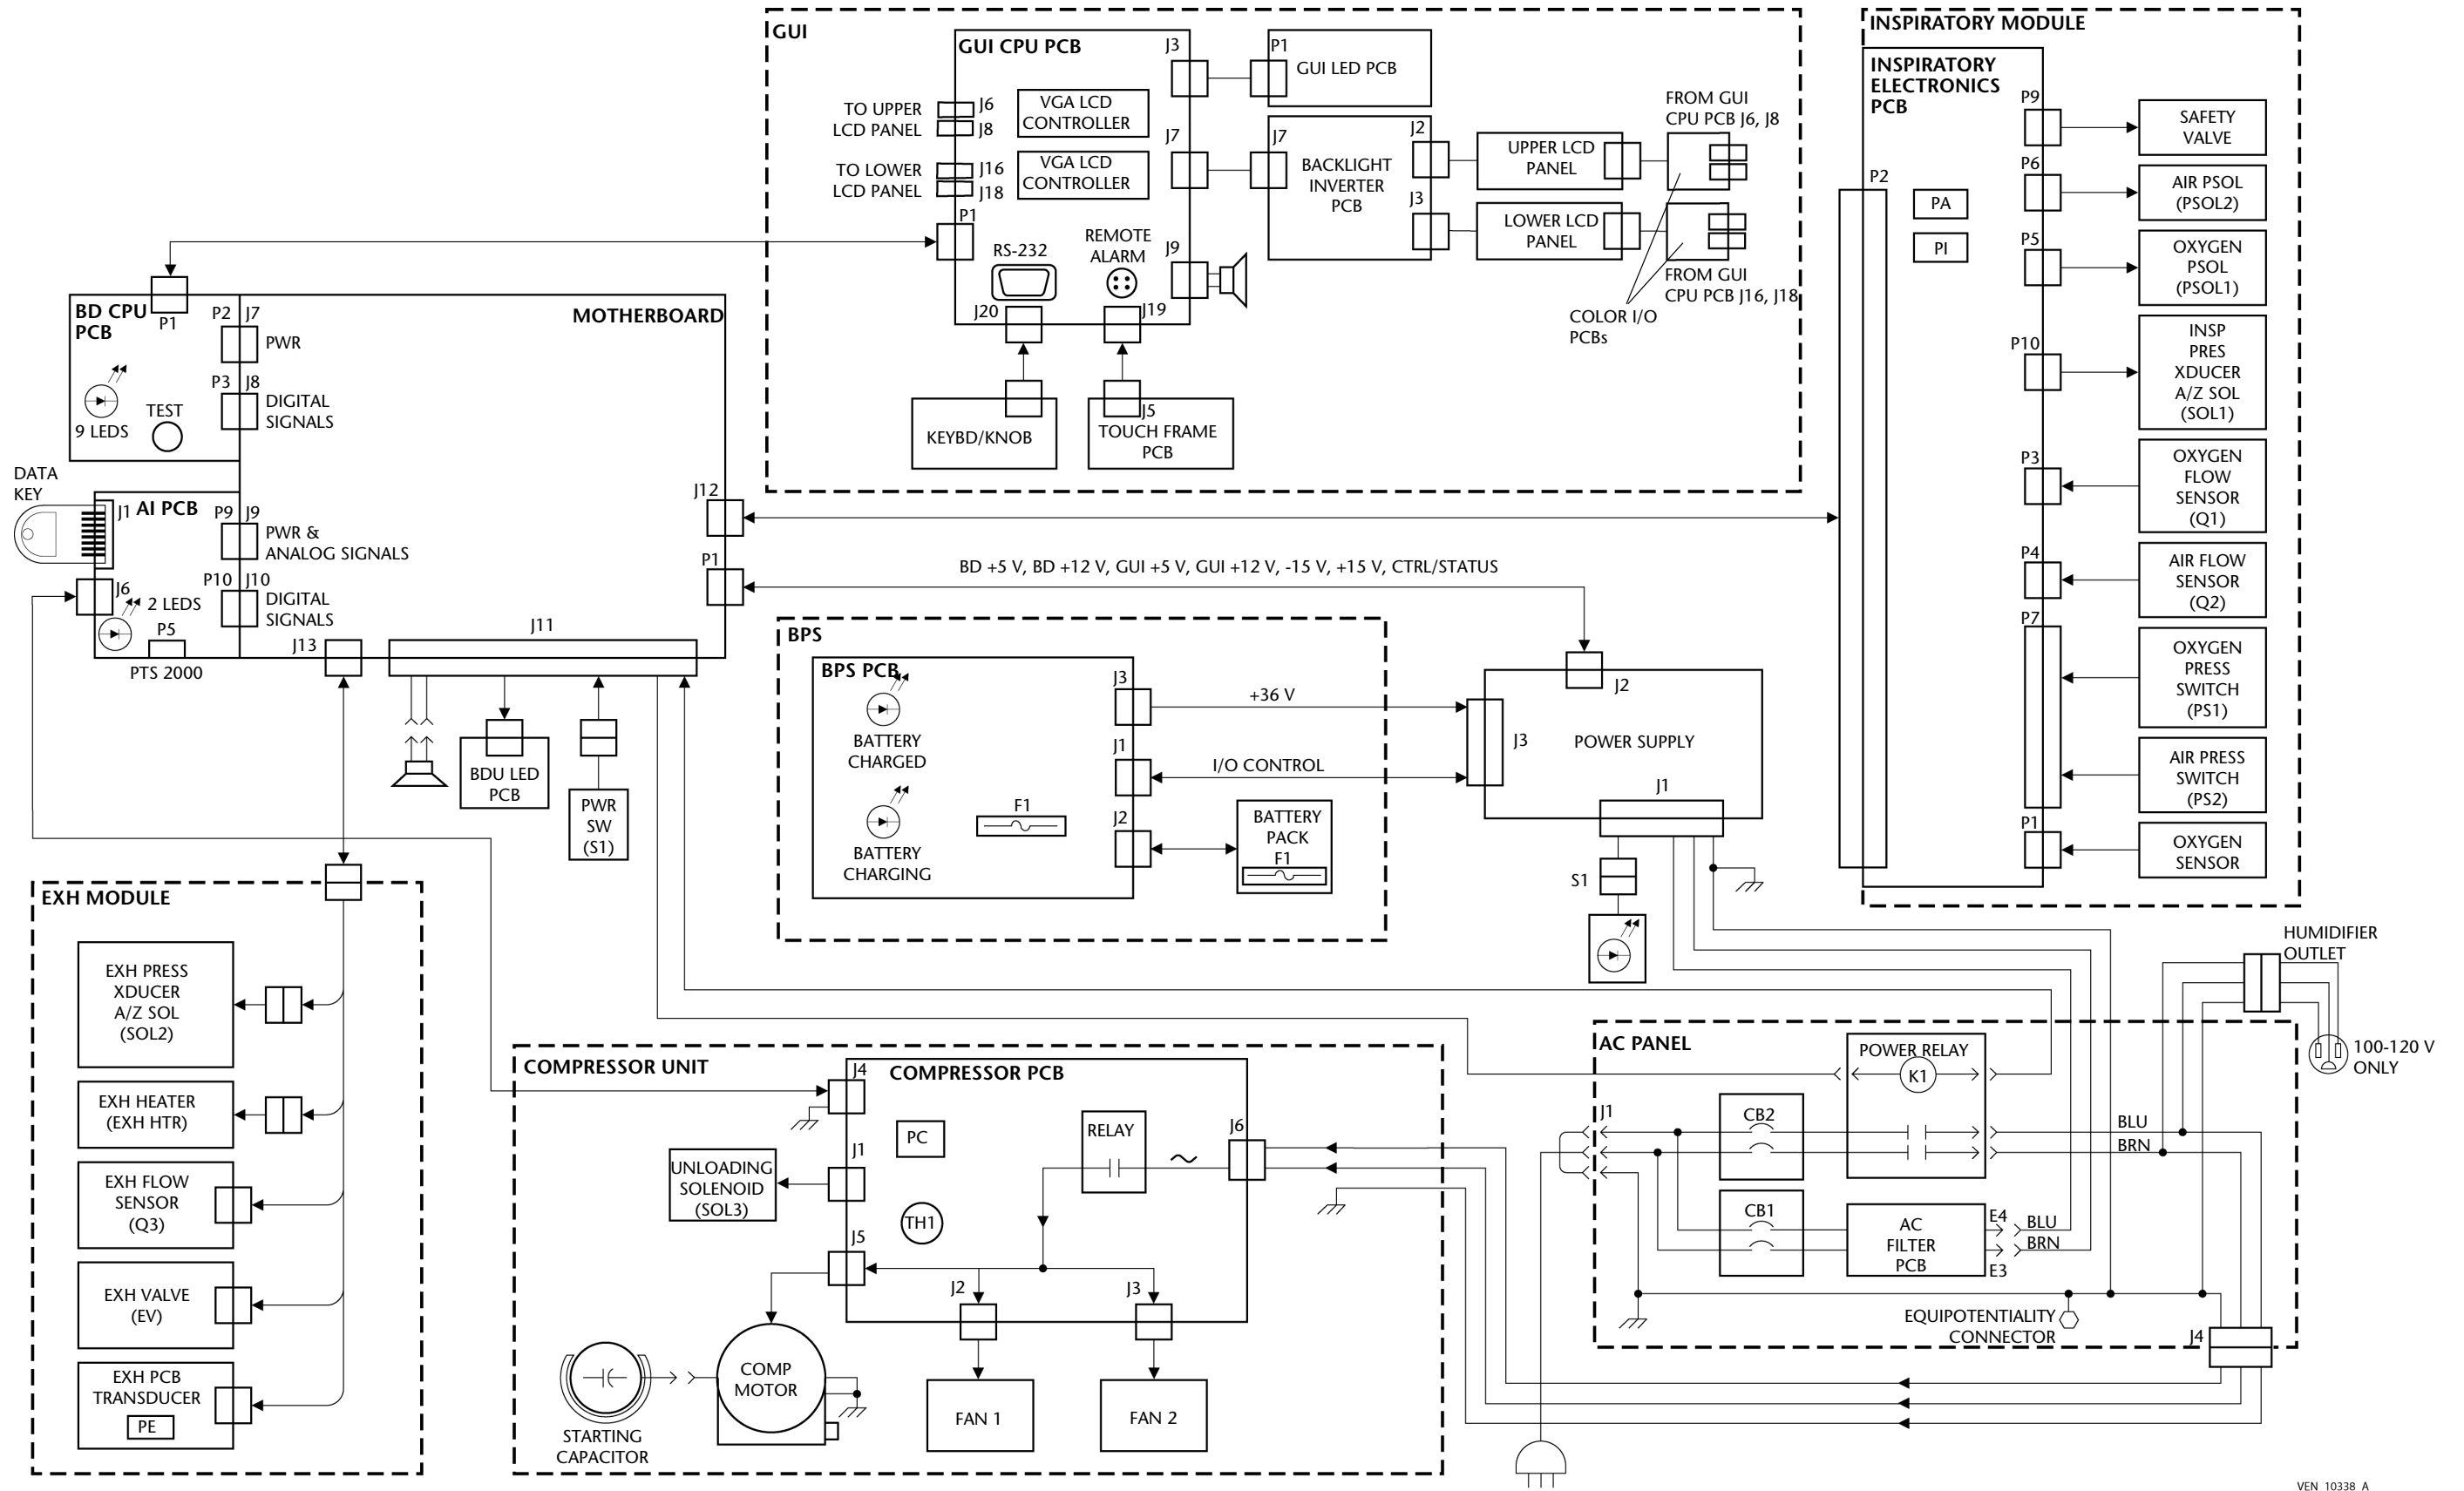 GUI
GUI CPU PCB
J3
VGA LCD
CONTROLLER
TO UPPER
LCD PANEL
J6
J8
J7
VGA LCD
CONTROLLER
TO LOWER
LCD PANEL
J16
J18
P1
RS-232
REMOTE
ALARM
J9
J20
J19
KEYBD/KNOB
J5
TOUCH FRAME
PCB
P1
GUI LED PCB
J7
BACKLIGHT
INVERTER
PCB
J2
J3
UPPER LCD
PANEL
LOWER LCD
PANEL
FROM GUI
CPU PCB J6, J8
FROM GUI
CPU PCB J16, J18
COLOR I/O
PCBs
INSPIRATORY MODULE
INSPIRATORY
ELECTRONICS
PCB
P2
PA
PI
P9
SAFETY
VALVE
P6
AIR PSOL
(PSOL2)
P5
OXYGEN
PSOL
(PSOL1)
P10
INSP
PRES
XDUCER
A/Z SOL
(SOL1)
P3
OXYGEN
FLOW
SENSOR
(Q1)
P4
AIR FLOW
SENSOR
(Q2)
P7
OXYGEN
PRESS
SWITCH
(PS1)
AIR PRESS
SWITCH
(PS2)
P1
OXYGEN
SENSOR
BD CPU
PCB
P1
P2
J7
PWR
MOTHERBOARD
P3
J8
DIGITAL
SIGNALS
9 LEDS
TEST
DATA
KEY
J1
AI PCB
P9
J9
PWR &
ANALOG SIGNALS
J6
2 LEDS
P10
J10
DIGITAL
SIGNALS
P5
PTS 2000
J13
J11
J12
P1
BD +5 V, BD +12 V, GUI +5 V, GUI +12 V, -15 V, +15 V, CTRL/STATUS
BDU LED
PCB
PWR
SW
(S1)
BPS
BPS PCB
BATTERY
CHARGED
BATTERY
CHARGING
F1
J3
+36 V
J1
I/O CONTROL
J2
BATTERY
PACK
F1
J2
J3
POWER SUPPLY
J1
S1
EXH MODULE
EXH PRESS
XDUCER
A/Z SOL
(SOL2)
EXH HEATER
(EXH HTR)
EXH FLOW
SENSOR
(Q3)
EXH VALVE
(EV)
EXH PCB
TRANSDUCER
PE
COMPRESSOR UNIT
COMPRESSOR PCB
J4
PC
RELAY
J6
J1
UNLOADING
SOLENOID
(SOL3)
TH1
J5
J2
J3
COMP
MOTOR
STARTING
CAPACITOR
FAN 1
FAN 2
AC PANEL
POWER RELAY
K1
J1
CB2
BLU
BRN
CB1
AC
FILTER
PCB
E4
BLU
BRN
E3
EQUIPOTENTIALITY
CONNECTOR
J4
HUMIDIFIER
OUTLET
100-120 V
ONLY
VEN 10338 A